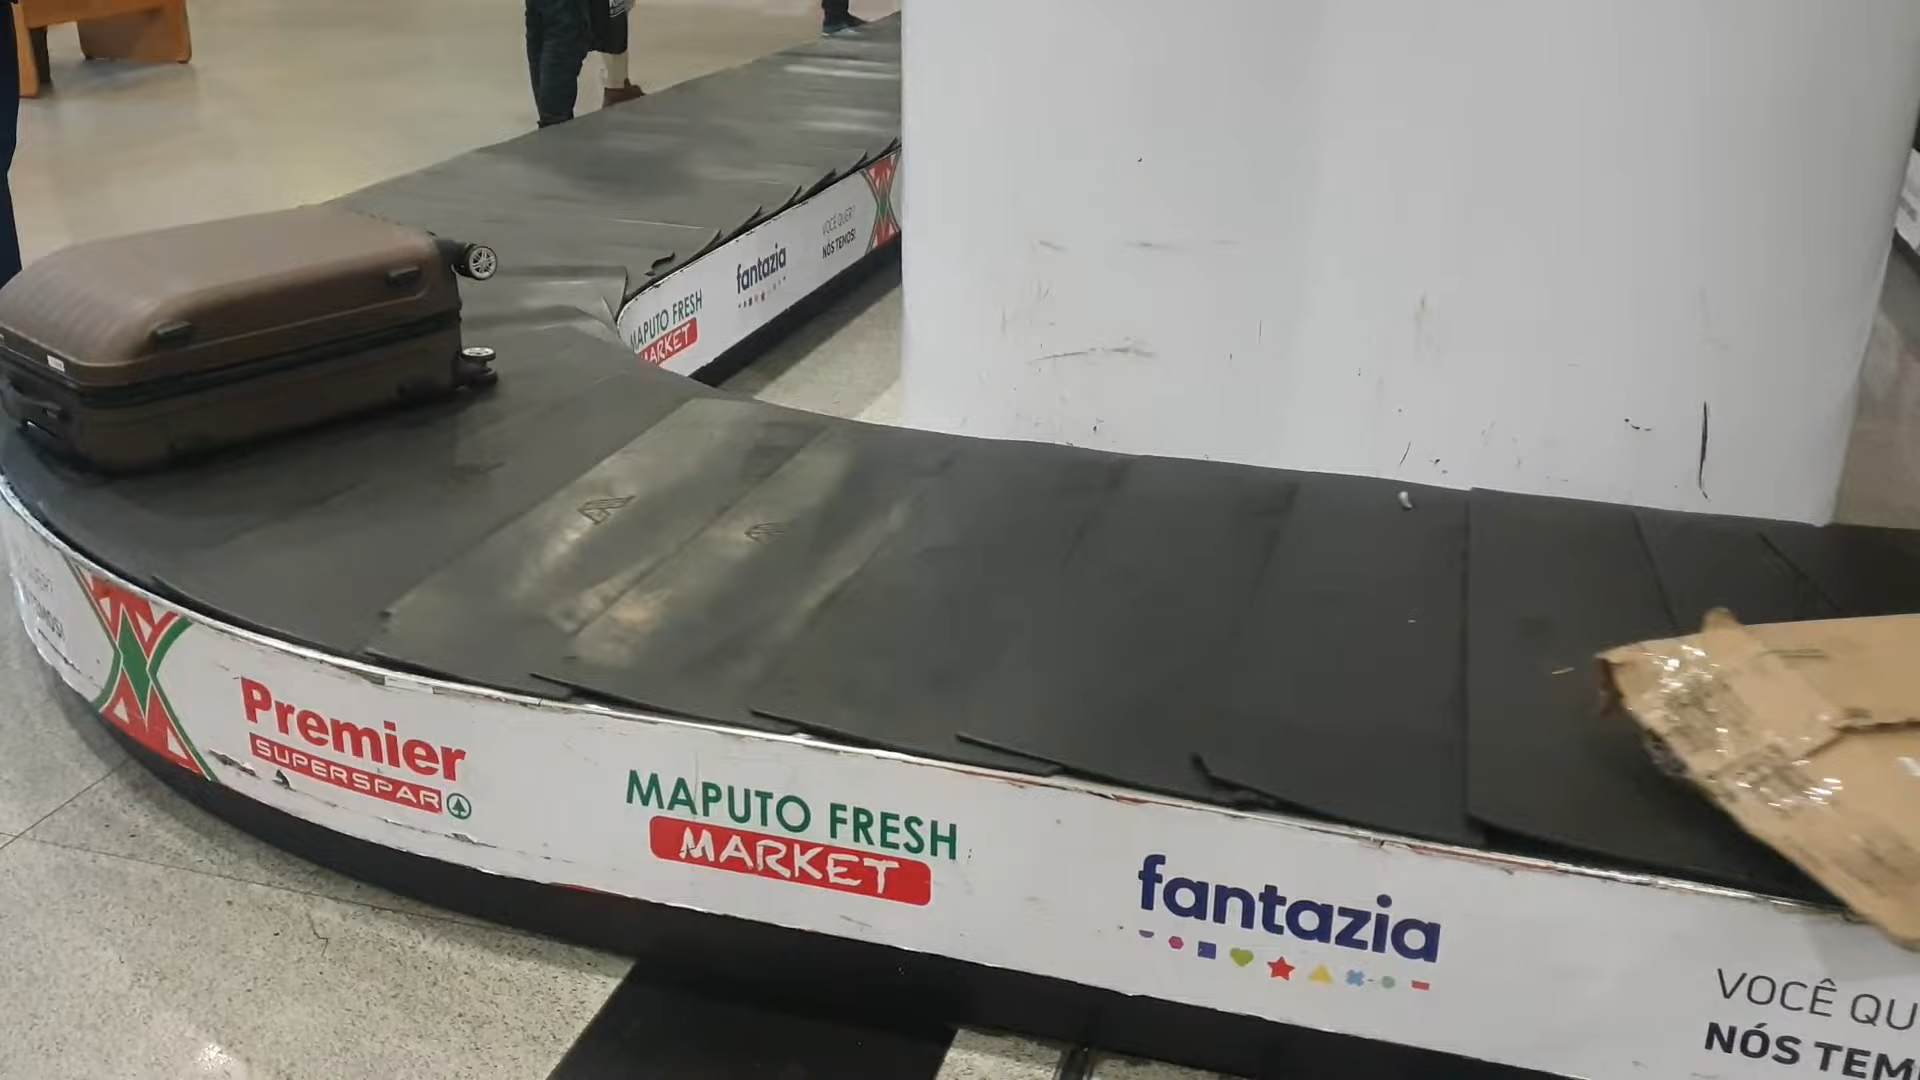 VOCÊ QUER?
NÓS TEMOS!
fantazia
MAPUTO FRESH
MARKET
Premier
SUPERSPAR
MAPUTO FRESH
MARKET
fantazia
VOCÊ QU
NÓS TEM